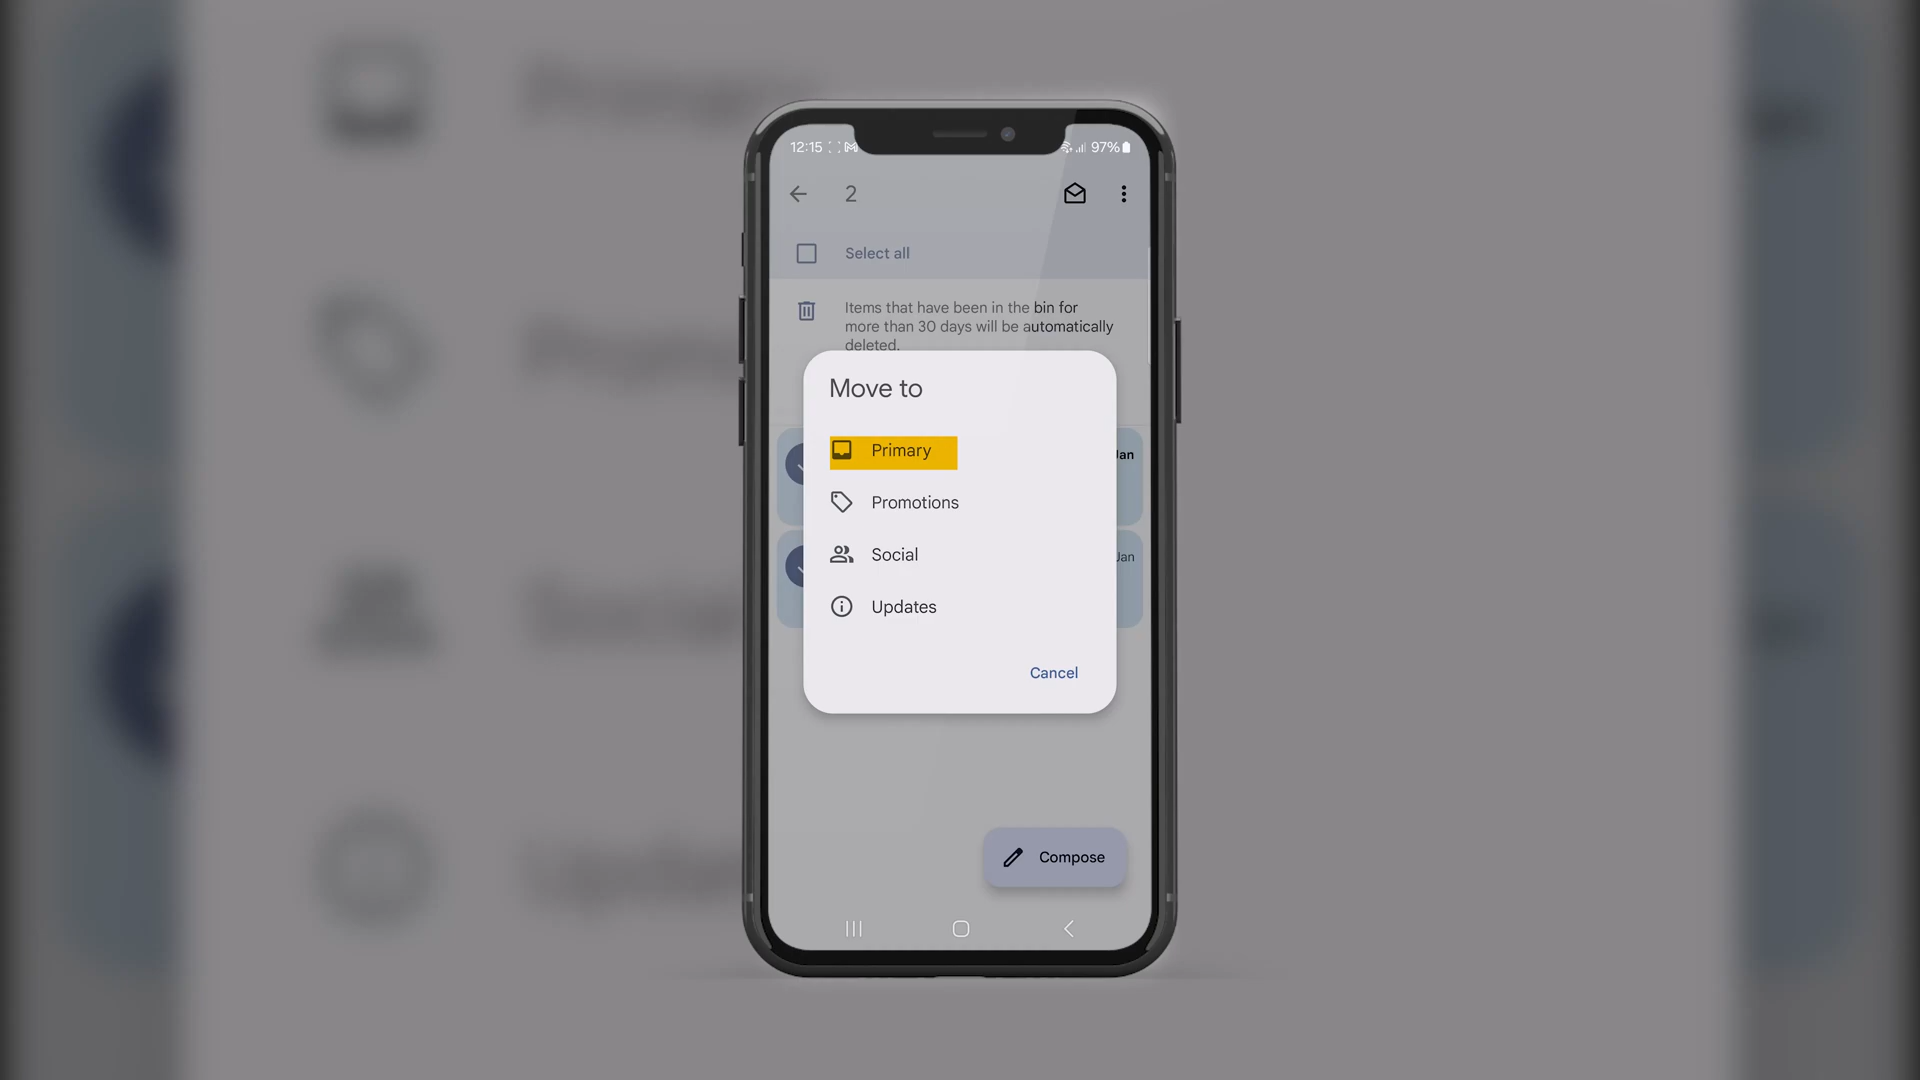 12:15
97%
2
Select all
Items that have been in the bin for
more than 30 days will be automatically
deleted.
Move to
Primary
Jan
Promotions
Social
Jan
Updates
Cancel
Compose